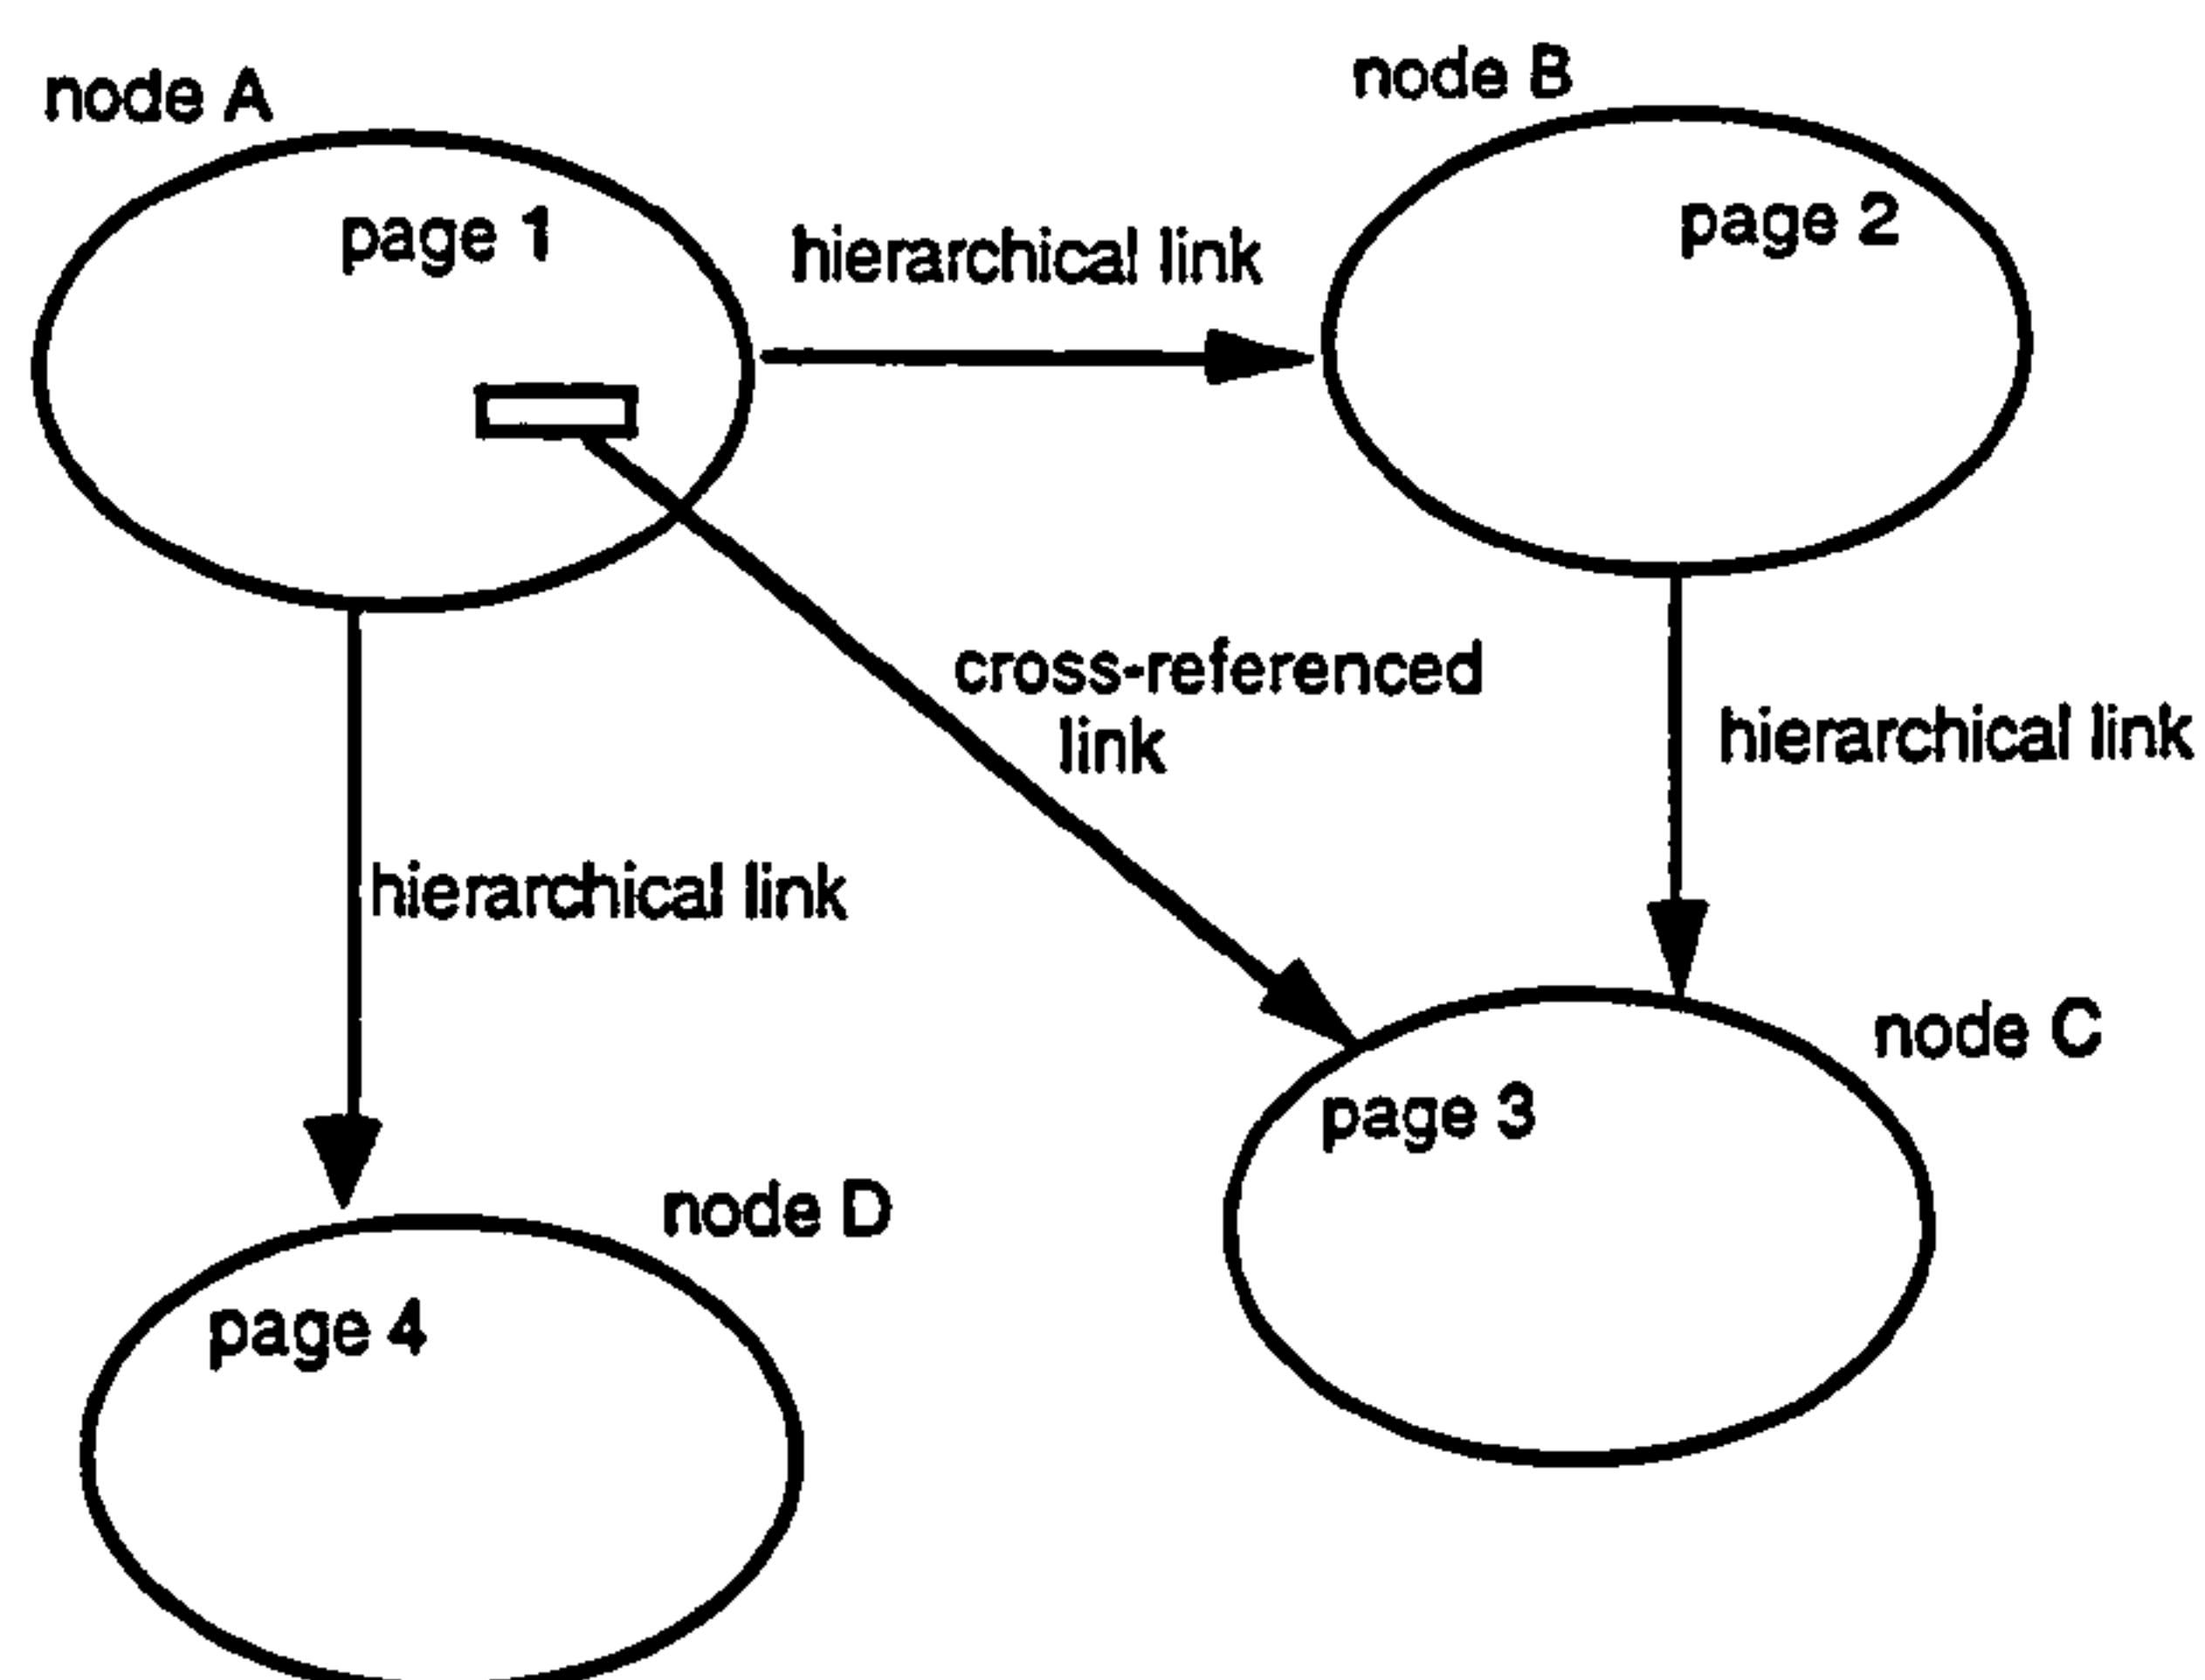 node A
node B
page 1
page 2
hierarchical link
cross-referenced
link
hierarchical link
hierarchical link
node C
page 3
node D
page 4